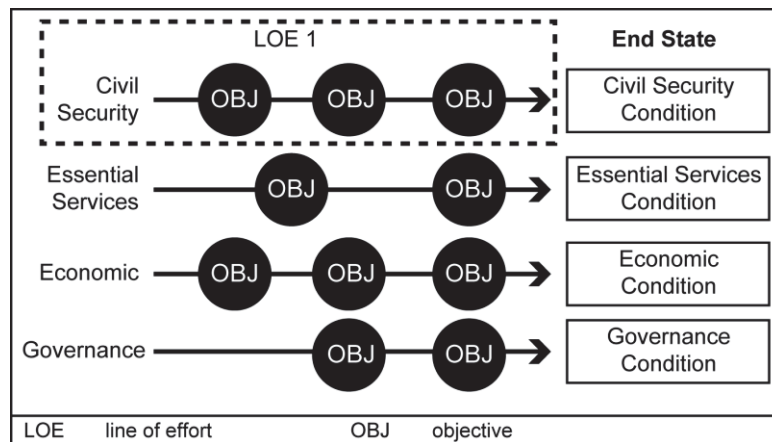 LOE 1
End State
Civil
Security
OBJ OBJ OBJ
Civil Security
Condition
Essential
Services
OBJ OBJ
Essential Services
Condition
Economic
OBJ OBJ OBJ
Economic
Condition
Governance
OBJ OBJ
Governance
Condition
LOE line of effort OBJ objective